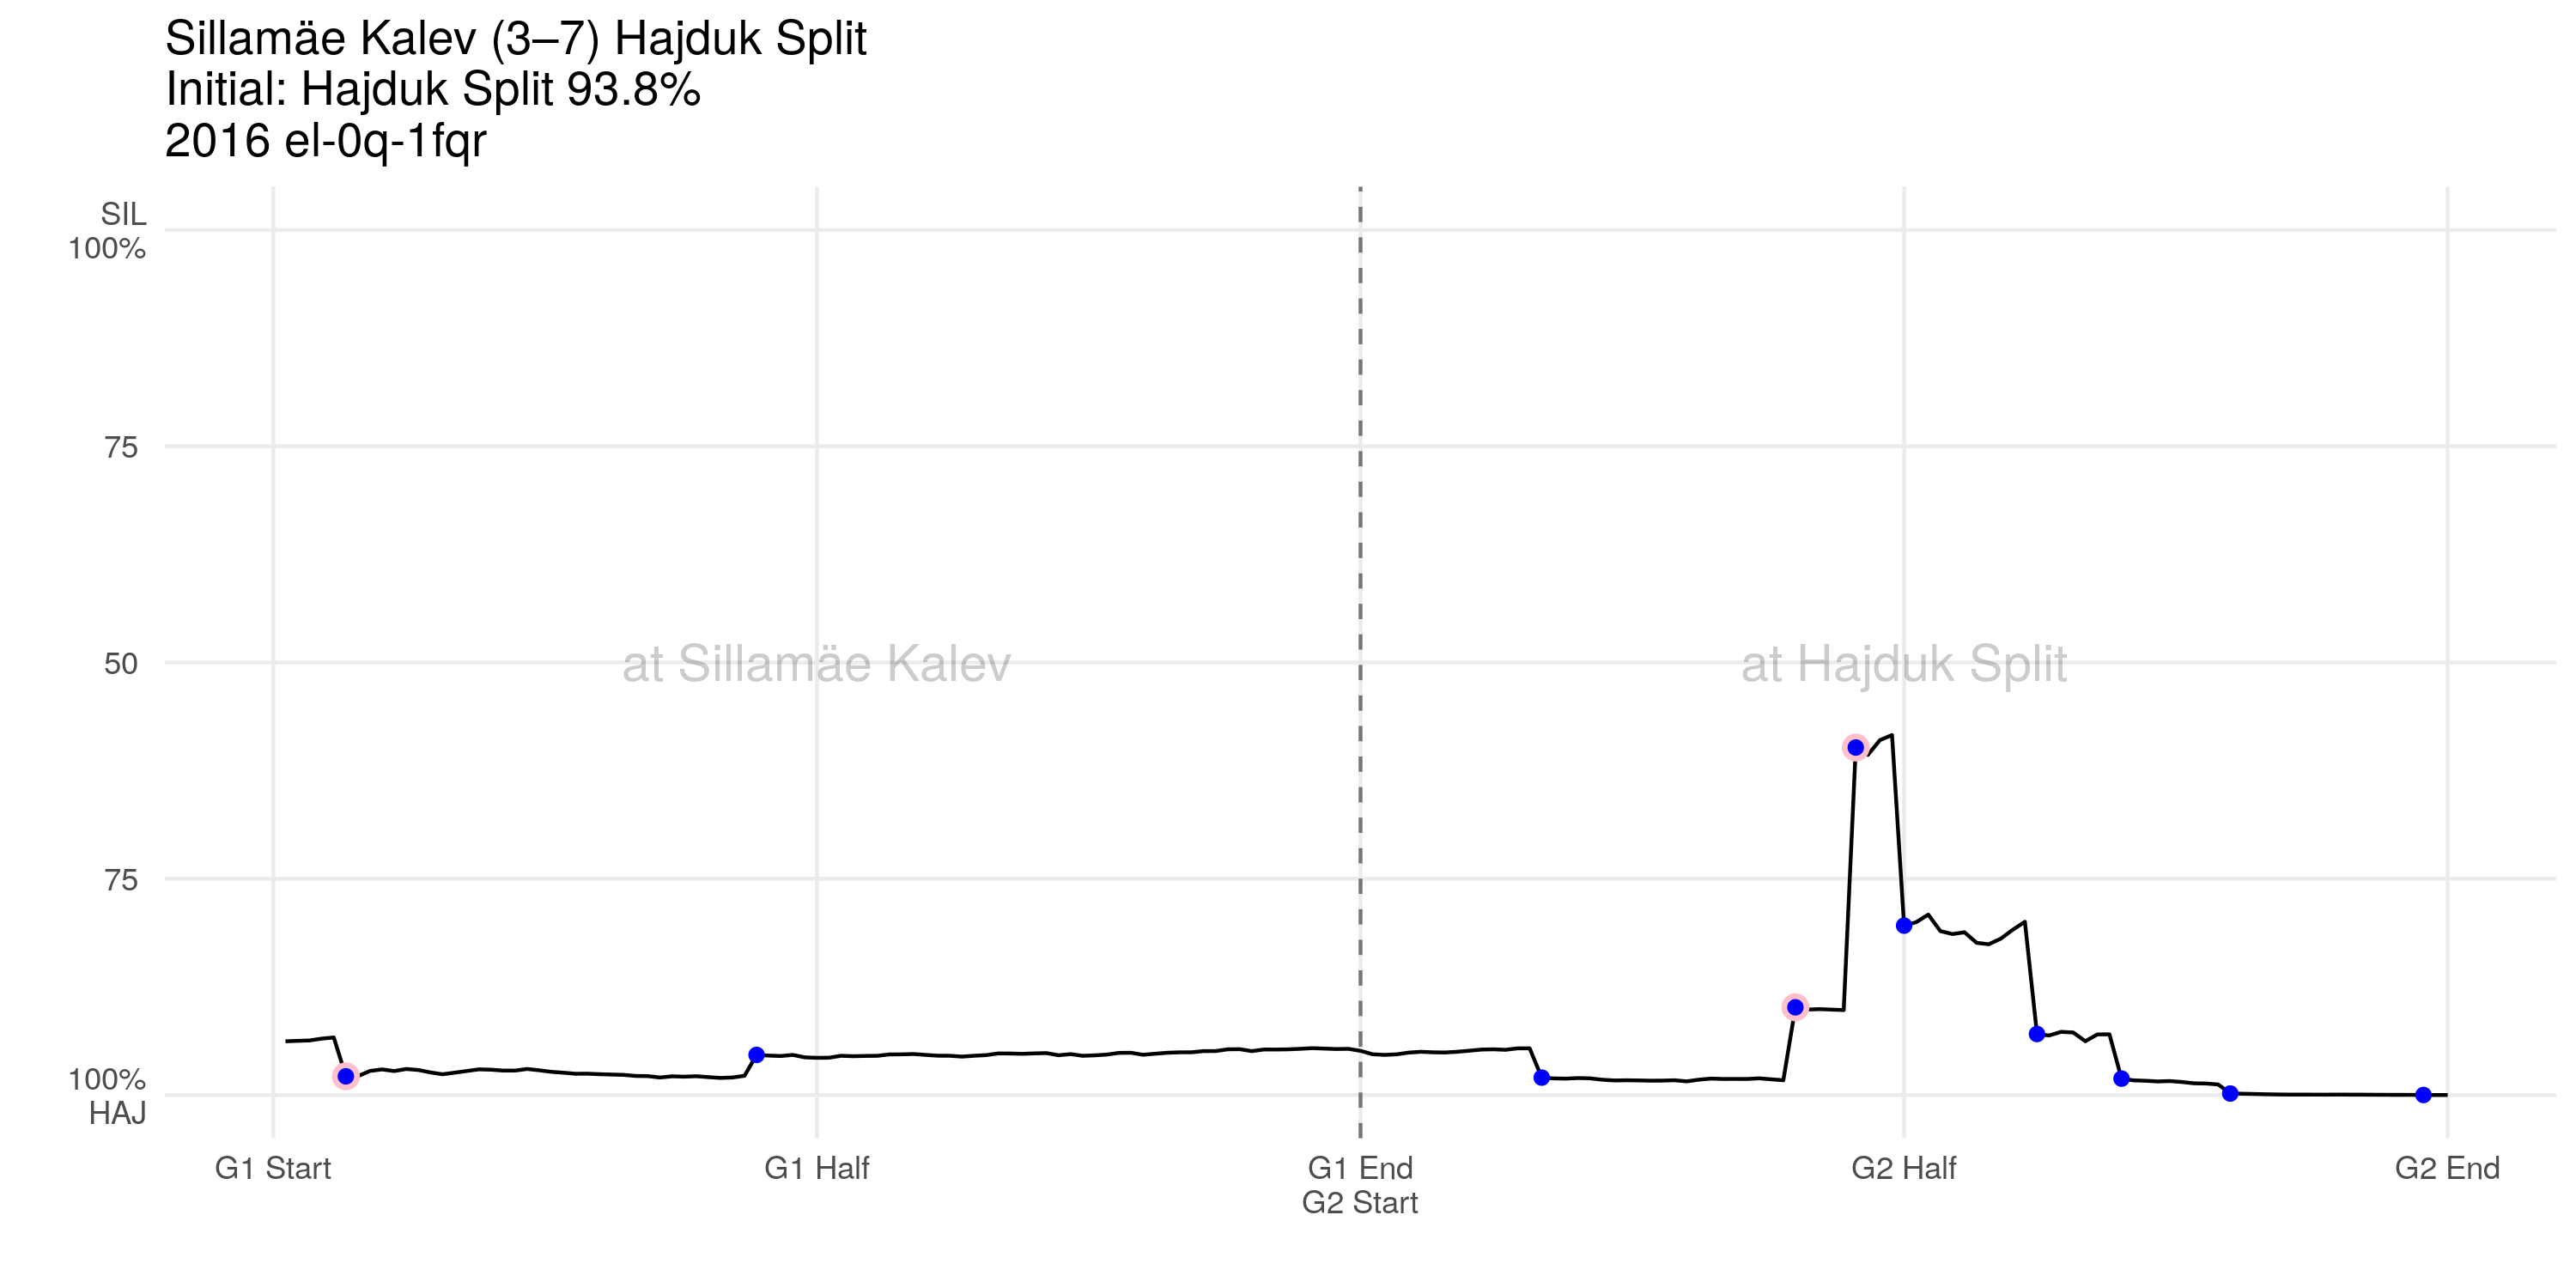 Sillamäe Kalev (3–7) Hajduk Split
Initial: Hajduk Split 93.8%
2016 el-0q-1fqr
SIL
100%
75
50
75
100%
HAJ
at Sillamäe Kalev
at Hajduk Split
G1 Start
G1 Half
G1 End
G2 Start
G2 Half
G2 End